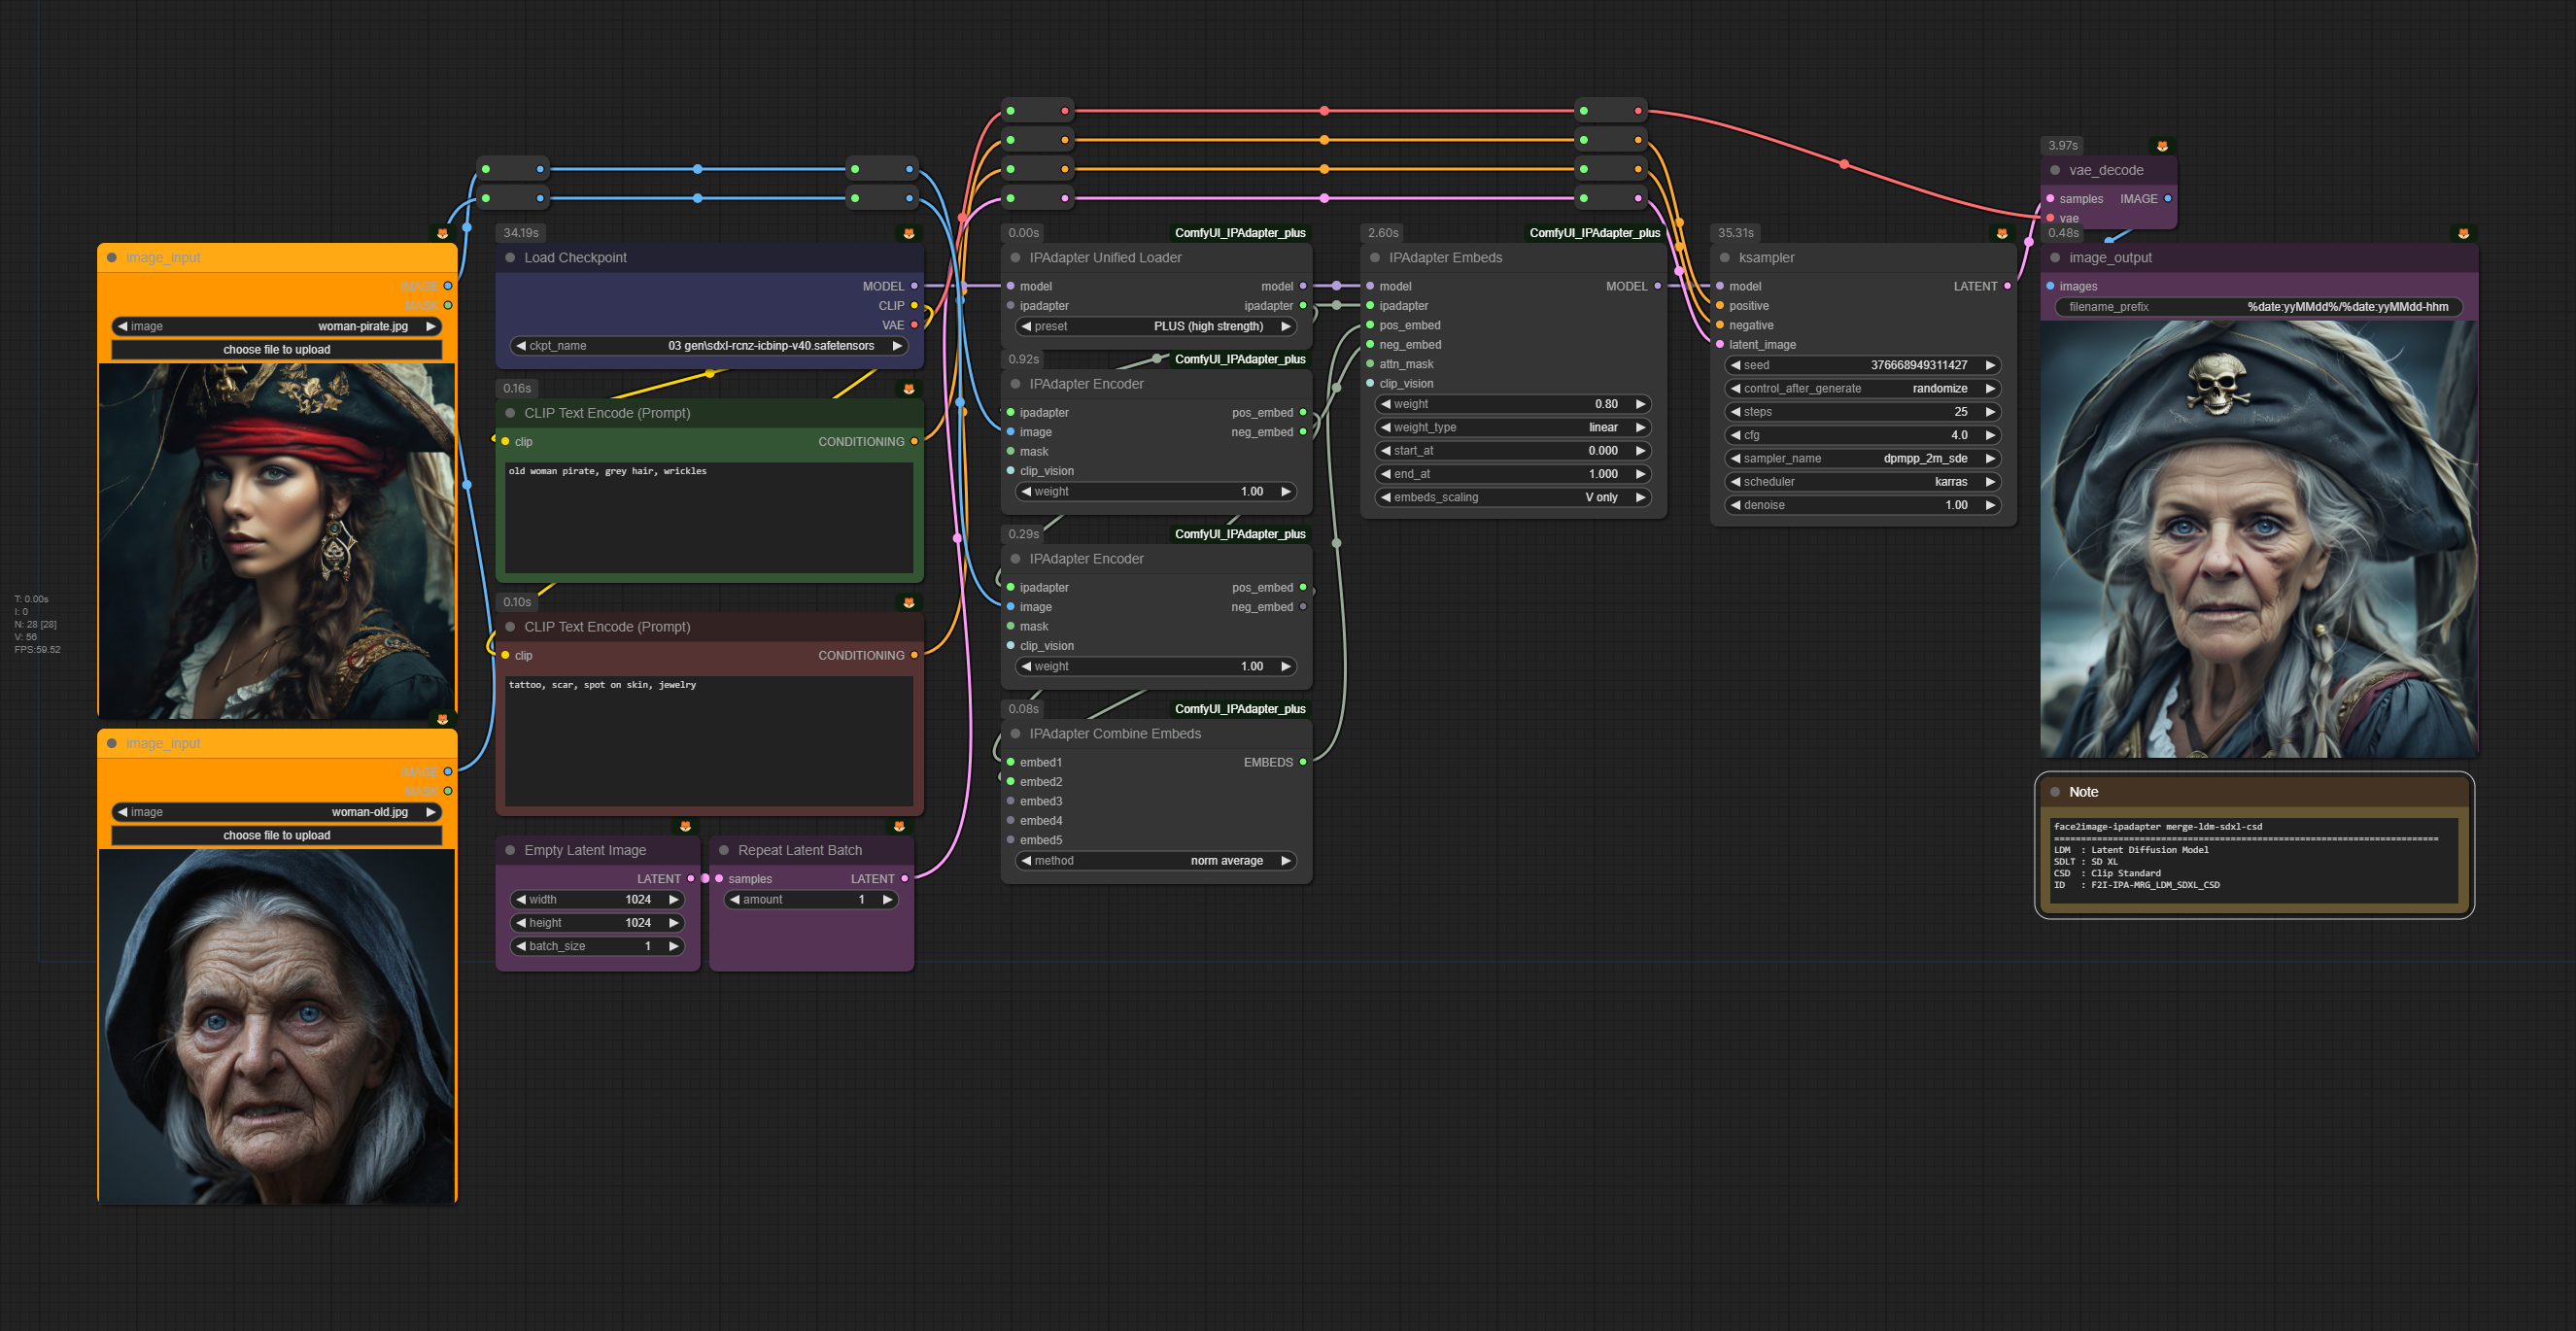 image_input
IMAGE
MASK
image woman-pirate.jpg
choose file to upload
T: 0.00s
I: 0
N: 28 [28]
V: 56
FPS:59.52
image_input
IMAGE
MASK
image woman-old.jpg
choose file to upload
34.19s
Load Checkpoint
MODEL
CLIP
VAE
ckpt_name 03 gen\sdxl-rcnz-icbinp-v40.safetensors
0.16s
CLIP Text Encode (Prompt)
clip CONDITIONING
old woman pirate, grey hair, wrickles
0.10s
CLIP Text Encode (Prompt)
clip CONDITIONING
tattoo, scar, spot on skin, jewelry
Empty Latent Image
LATENT
width 1024
height 1024
batch_size 1
Repeat Latent Batch
samples LATENT
amount 1
0.00s ComfyUI_IPAdapter_plus
IPAdapter Unified Loader
model model
ipadapter ipadapter
preset PLUS (high strength)
0.92s ComfyUI_IPAdapter_plus
IPAdapter Encoder
ipadapter pos_embed
image neg_embed
mask
clip_vision
weight 1.00
0.29s ComfyUI_IPAdapter_plus
IPAdapter Encoder
ipadapter pos_embed
image neg_embed
mask
clip_vision
weight 1.00
0.08s ComfyUI_IPAdapter_plus
IPAdapter Combine Embeds
embed1 EMBEDS
embed2
embed3
embed4
embed5
method norm average
2.60s ComfyUI_IPAdapter_plus
IPAdapter Embeds
model MODEL
ipadapter
pos_embed
neg_embed
attn_mask
clip_vision
weight 0.80
weight_type linear
start_at 0.000
end_at 1.000
embeds_scaling V only
35.31s
ksampler
model LATENT
positive
negative
latent_image
seed 376668949311427
control_after_generate randomize
steps 25
cfg 4.0
sampler_name dpmpp_2m_sde
scheduler karras
denoise 1.00
3.97s
vae_decode
samples IMAGE
vae
0.48s
image_output
images
filename_prefix %date:yyMMdd%/%date:yyMMdd-hhm
Note
face2image-ipadapter merge-ldm-sdxl-csd
LDM : Latent Diffusion Model
SDLT : SD XL
CSD : Clip Standard
ID : F2I-IPA-MRG_LDM_SDXL_CSD